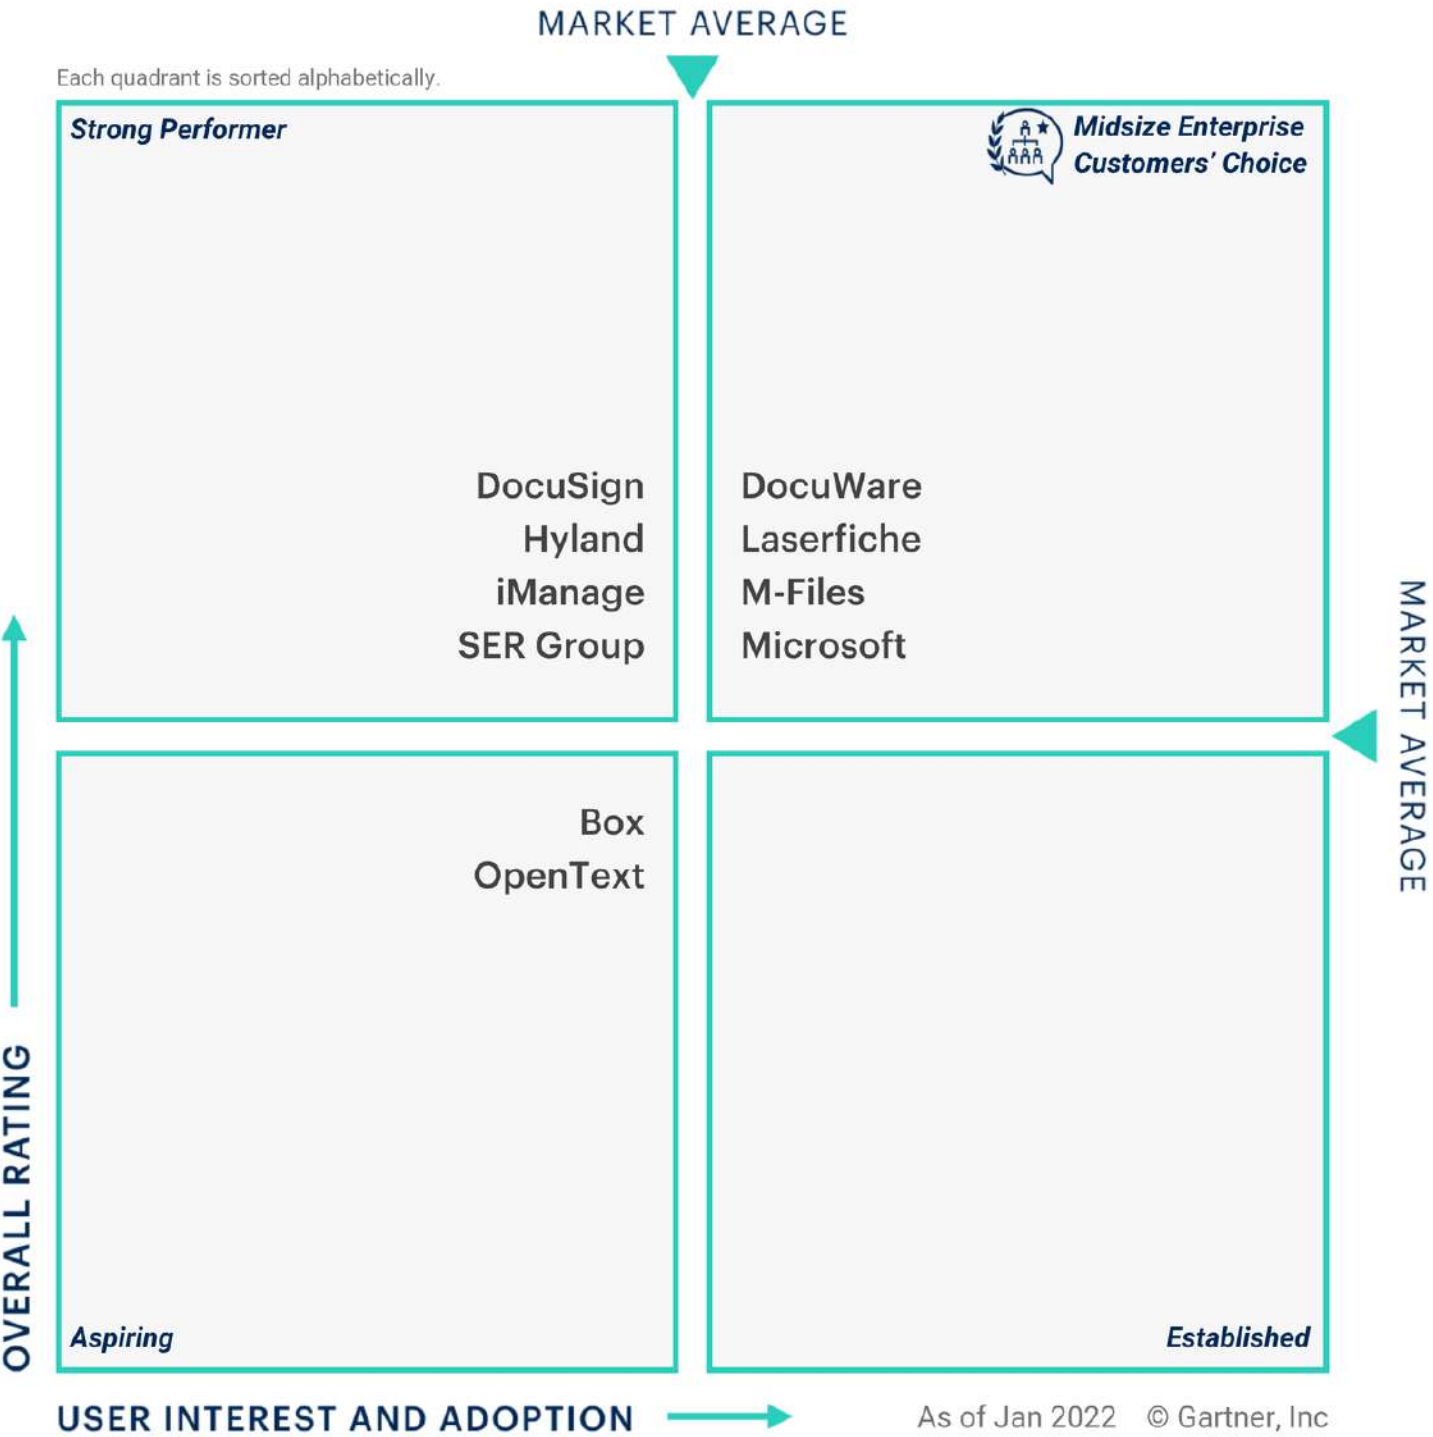 MARKET AVERAGE
Each quadrant is sorted alphabetically.
Strong Performer
Midsize Enterprise
Customers’ Choice
DocuSign
Hyland
iManage
SER Group
DocuWare
Laserfiche
M-Files
Microsoft
MARKET AVERAGE
Box
OpenText
Aspiring
Established
OVERALL RATING
USER INTEREST AND ADOPTION
As of Jan 2022 © Gartner, Inc